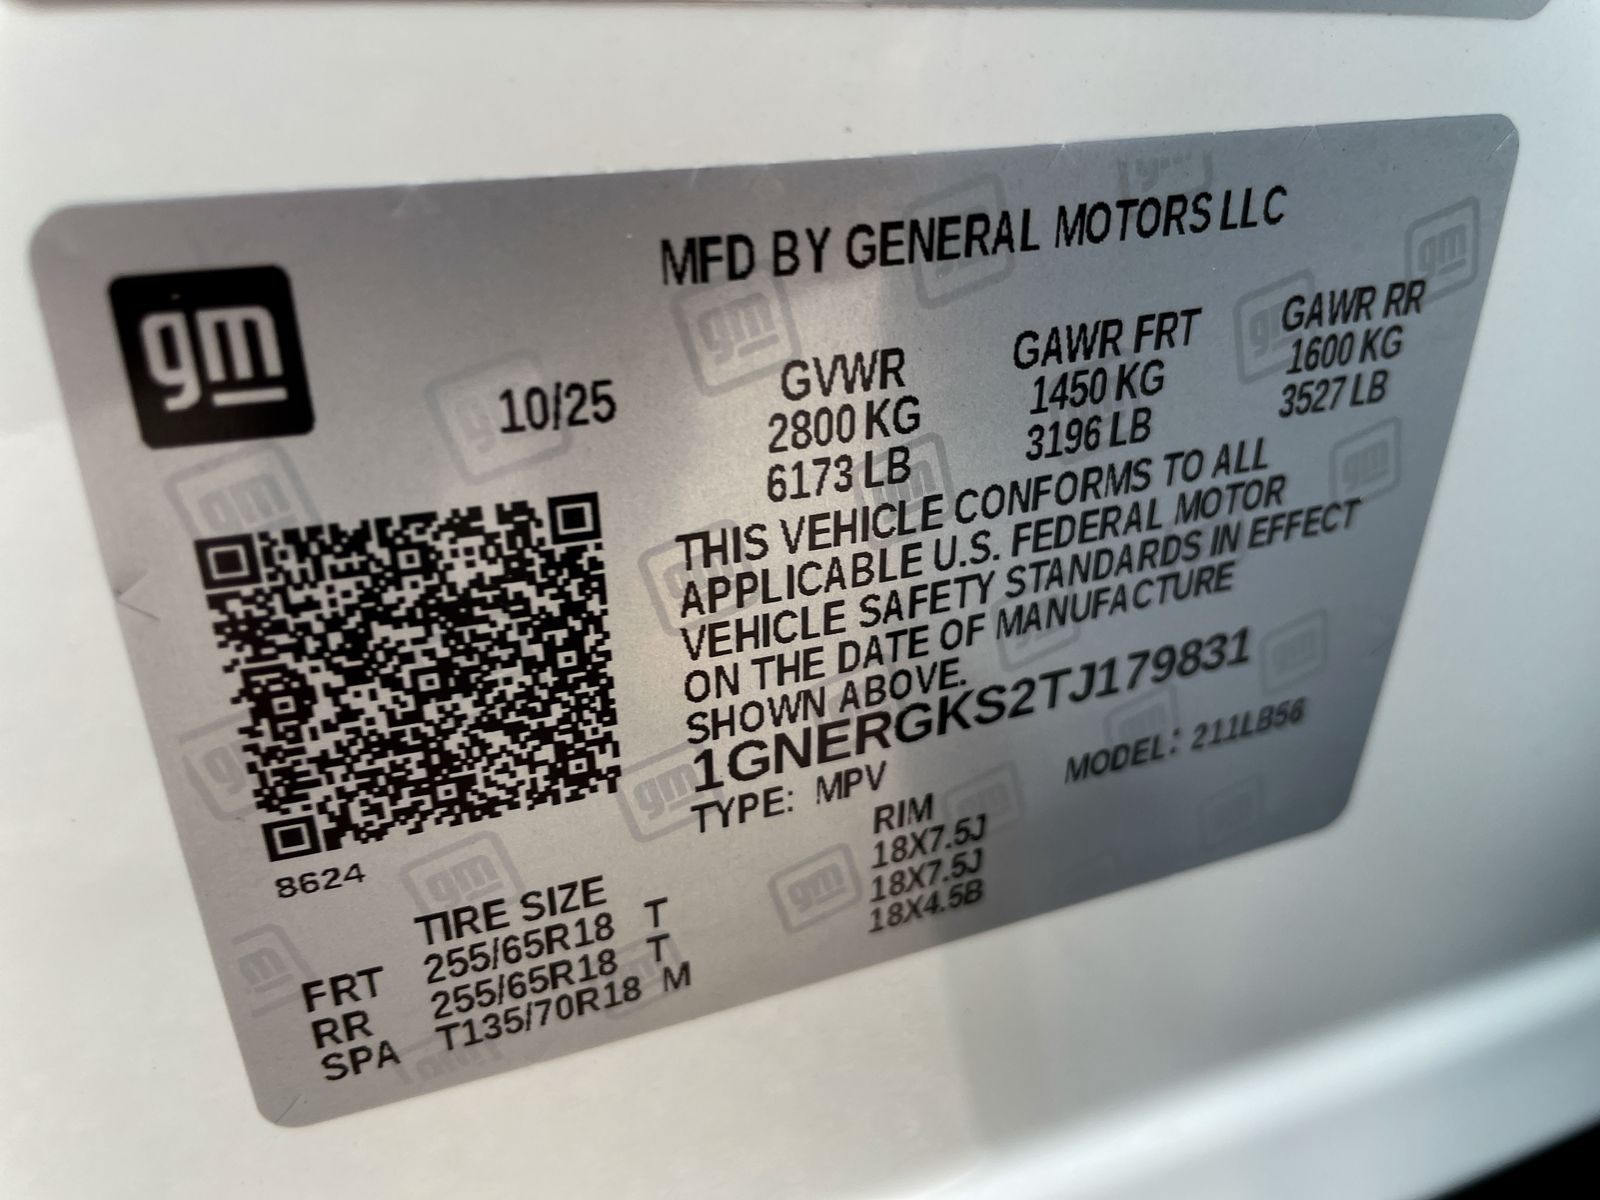 gm
MFD BY GENERAL MOTORS LLC
10/25
GVWR GAWR FRT GAWR RR
2800 KG 1450 KG 1600 KG
6173 LB 3196 LB 3527 LB
THIS VEHICLE CONFORMS TO ALL
APPLICABLE U.S. FEDERAL MOTOR
VEHICLE SAFETY STANDARDS IN EFFECT
ON THE DATE OF MANUFACTURE
SHOWN ABOVE.
1GNERGKS2TJ179831
TYPE: MPV MODEL: 211LB56
8624
TIRE SIZE RIM
FRT 255/65R18 T 18X7.5J
RR 255/65R18 T 18X7.5J
SPA T135/70R18 M 18X4.5B